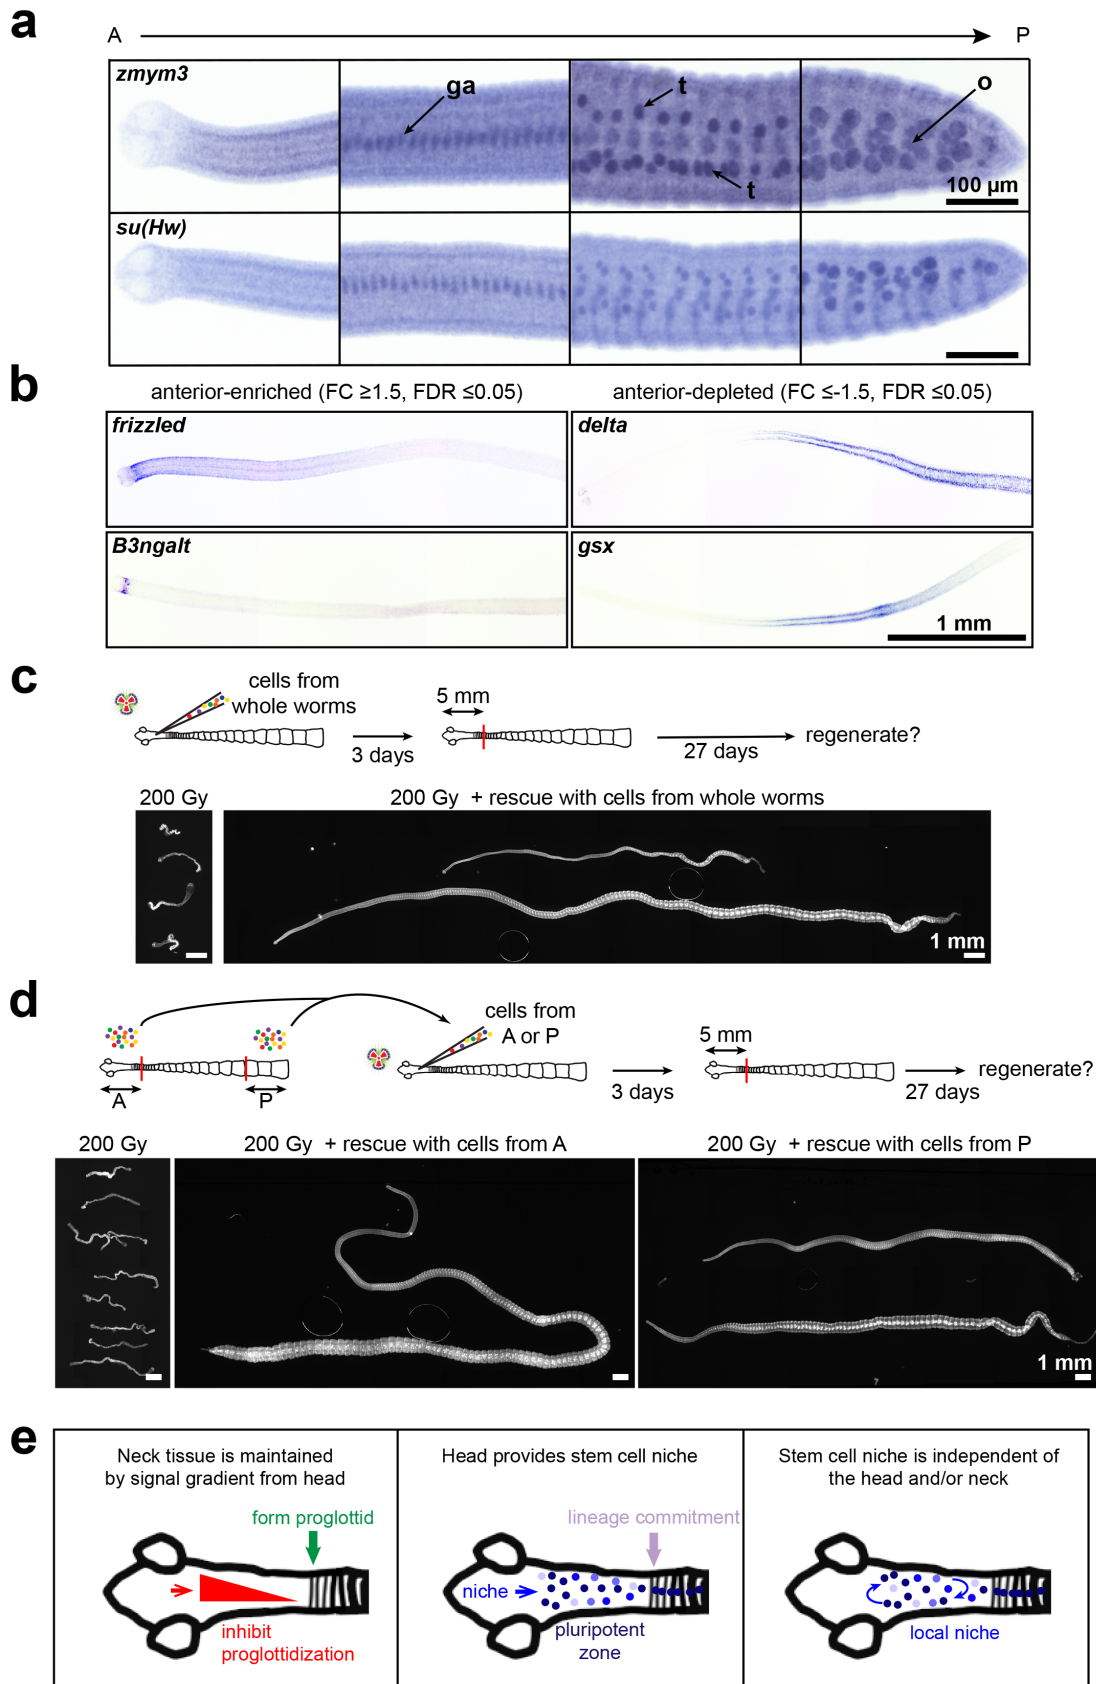 a
A
P
zmym3
ga
t
t
o
100 µm
su(Hw)
b
anterior-enriched (FC ≥1.5, FDR ≤0.05)
anterior-depleted (FC ≤-1.5, FDR ≤0.05)
frizzled
delta
B3ngalt
gsx
1 mm
c
cells from
whole worms
3 days
5 mm
27 days
regenerate?
200 Gy
200 Gy + rescue with cells from whole worms
1 mm
d
A
P
cells from
A or P
3 days
5 mm
27 days
regenerate?
200 Gy
200 Gy + rescue with cells from A
200 Gy + rescue with cells from P
1 mm
e
Neck tissue is maintained
by signal gradient from head
form proglottid
inhibit
proglottidization
Head provides stem cell niche
lineage commitment
niche
pluripotent
zone
Stem cell niche is independent of
the head and/or neck
local niche